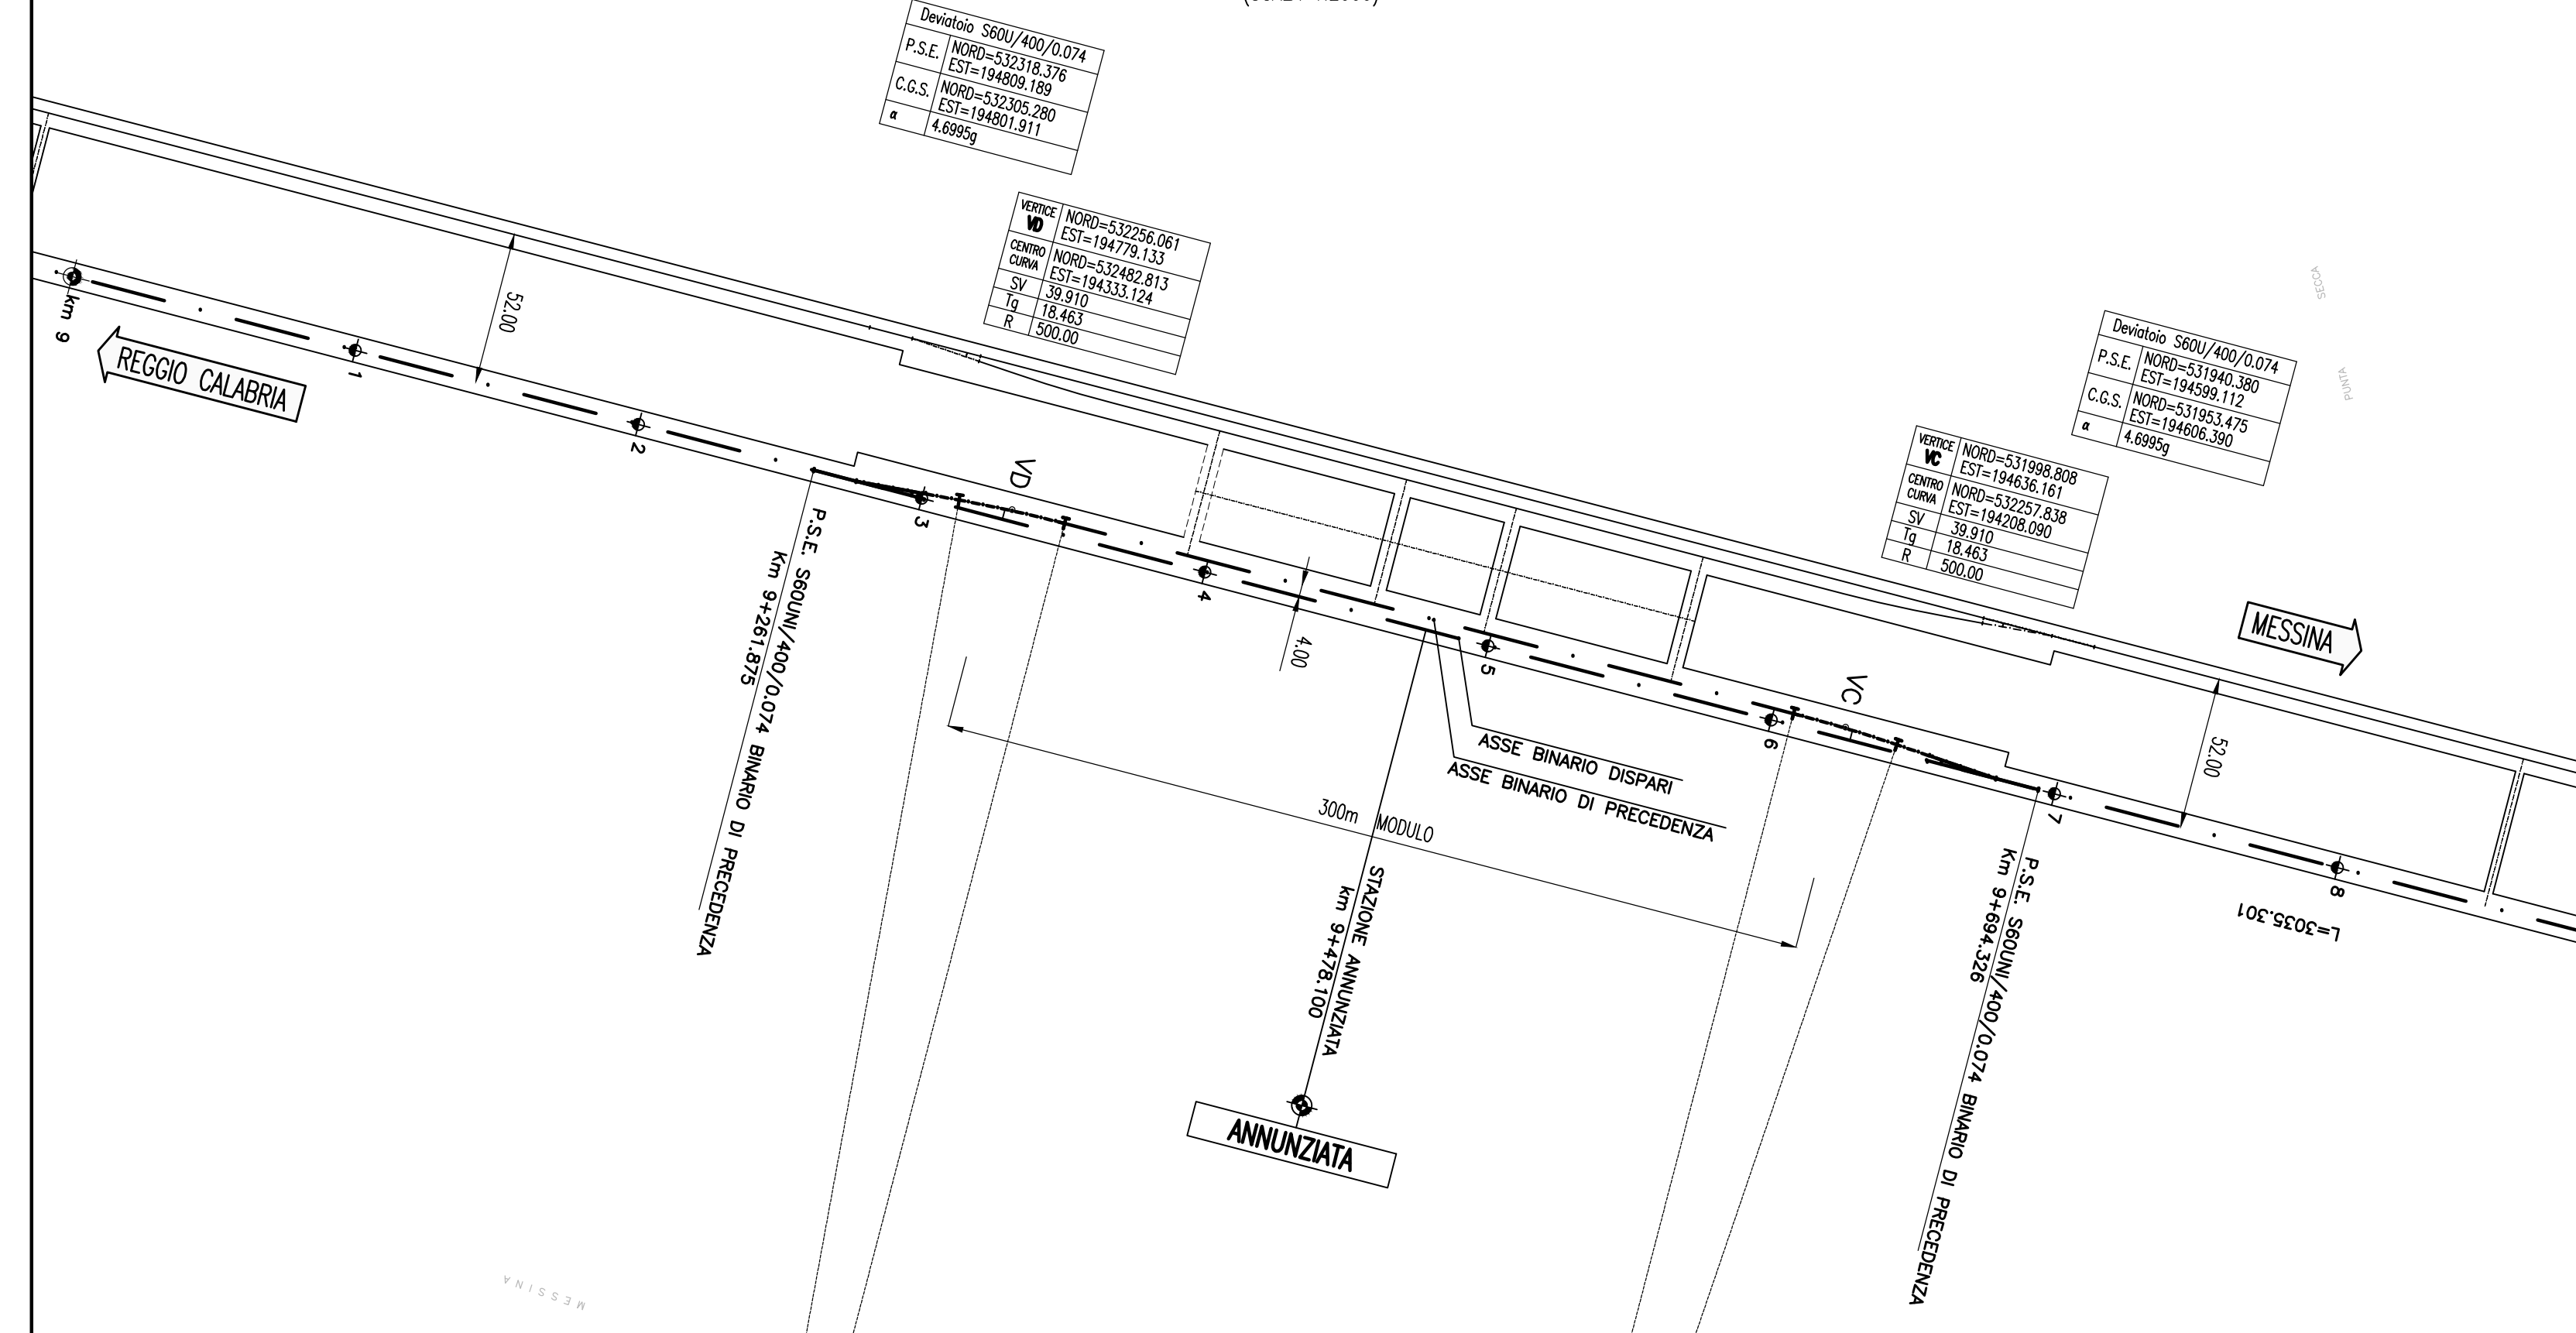 Deviatoio S60U/400/0.074
P.S.E.
NORD=532318.376
EST=194809.189
C.G.S.
NORD=532305.280
EST=194801.911
α
4.6995g
VERTICE
VD
NORD=532256.061
EST=194779.133
CENTRO
CURVA
NORD=532482.813
EST=194333.124
SV
39.910
Tg
18.463
R
500.00
SECCA
PUNTA
Deviatoio S60U/400/0.074
P.S.E.
NORD=531940.380
EST=194599.112
C.G.S.
NORD=531953.475
EST=194606.390
α
4.6995g
VERTICE
VC
NORD=531998.808
EST=194636.161
CENTRO
CURVA
NORD=532257.838
EST=194208.090
SV
39.910
Tg
18.463
R
500.00
52.00
km 9
REGGIO CALABRIA
1
2
3
VD
4
4.00
5
VC
6
MESSINA
52.00
7
8
L=3035.301
P.S.E. S60UNI/400/0.074 BINARIO DI PRECEDENZA
Km 9+261.875
ASSE BINARIO DISPARI
ASSE BINARIO DI PRECEDENZA
300m MODULO
STAZIONE ANNUNZIATA
km 9+478.100
P.S.E. S60UNI/400/0.074 BINARIO DI PRECEDENZA
Km 9+694.326
ANNUNZIATA
MESSINA